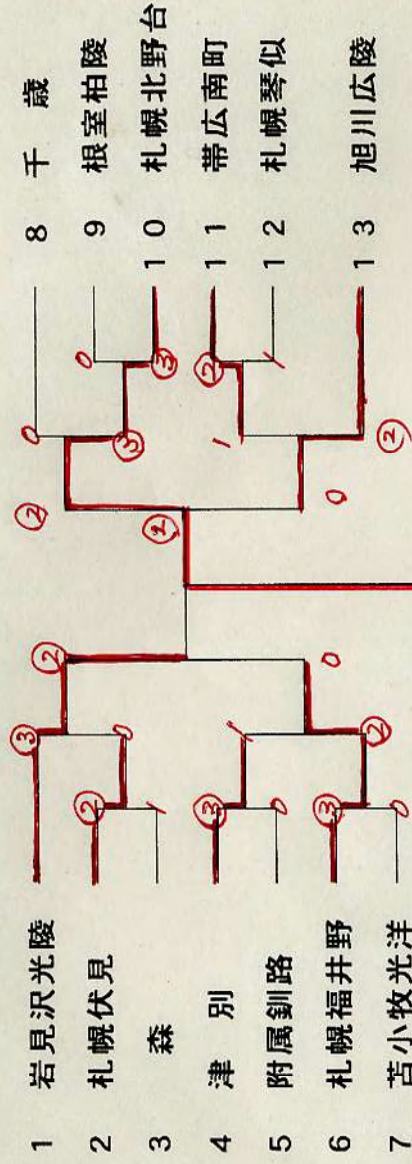 1 岩見沢光陵
2 札幌伏見
3 森
4 津別
5 附属釧路
6 札幌福井野
7 苫小牧光洋
8 千歳
9 根室柏陵
10 札幌北野台
11 帯広南町
12 札幌琴似
13 旭川広陵
③
0
②
1
②
③
0
1
③
0
②
0
②
0
0
③
③
②
②
1
1
0
②